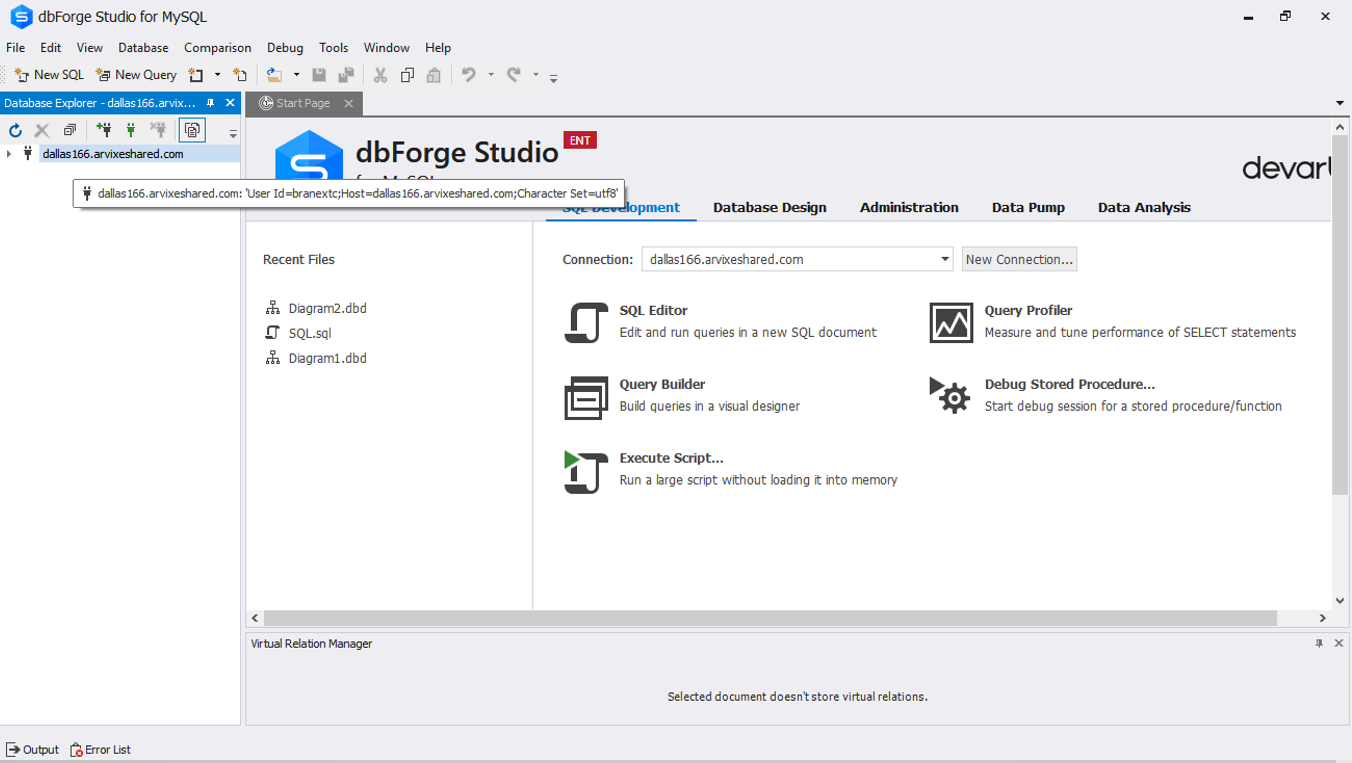 dbForge Studio for MySQL
File Edit View Database Comparison Debug Tools Window Help
New SQL New Query
Database Explorer - dallas166.arvix...
Start Page
dallas166.arvixeshared.com
dbForge Studio ENT
for MySQL
devart
dallas166.arvixeshared.com: 'User Id=branextc;Host=dallas166.arvixeshared.com;Character Set=utf8'
SQL Development Database Design Administration Data Pump Data Analysis
Recent Files
Diagram2.dbd
SQL.sql
Diagram1.dbd
Connection: dallas166.arvixeshared.com New Connection...
SQL Editor
Edit and run queries in a new SQL document
Query Profiler
Measure and tune performance of SELECT statements
Query Builder
Build queries in a visual designer
Debug Stored Procedure...
Start debug session for a stored procedure/function
Execute Script...
Run a large script without loading it into memory
Virtual Relation Manager
Selected document doesn't store virtual relations.
Output Error List